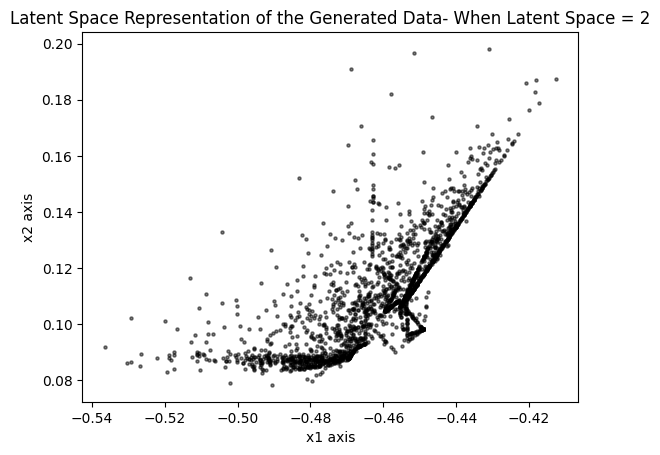 Latent Space Representation of the Generated Data- When Latent Space = 2
0.20
0.18
0.16
0.14
0.12
0.10
0.08
x2 axis
−0.54 −0.52 −0.50 −0.48 −0.46 −0.44 −0.42
x1 axis